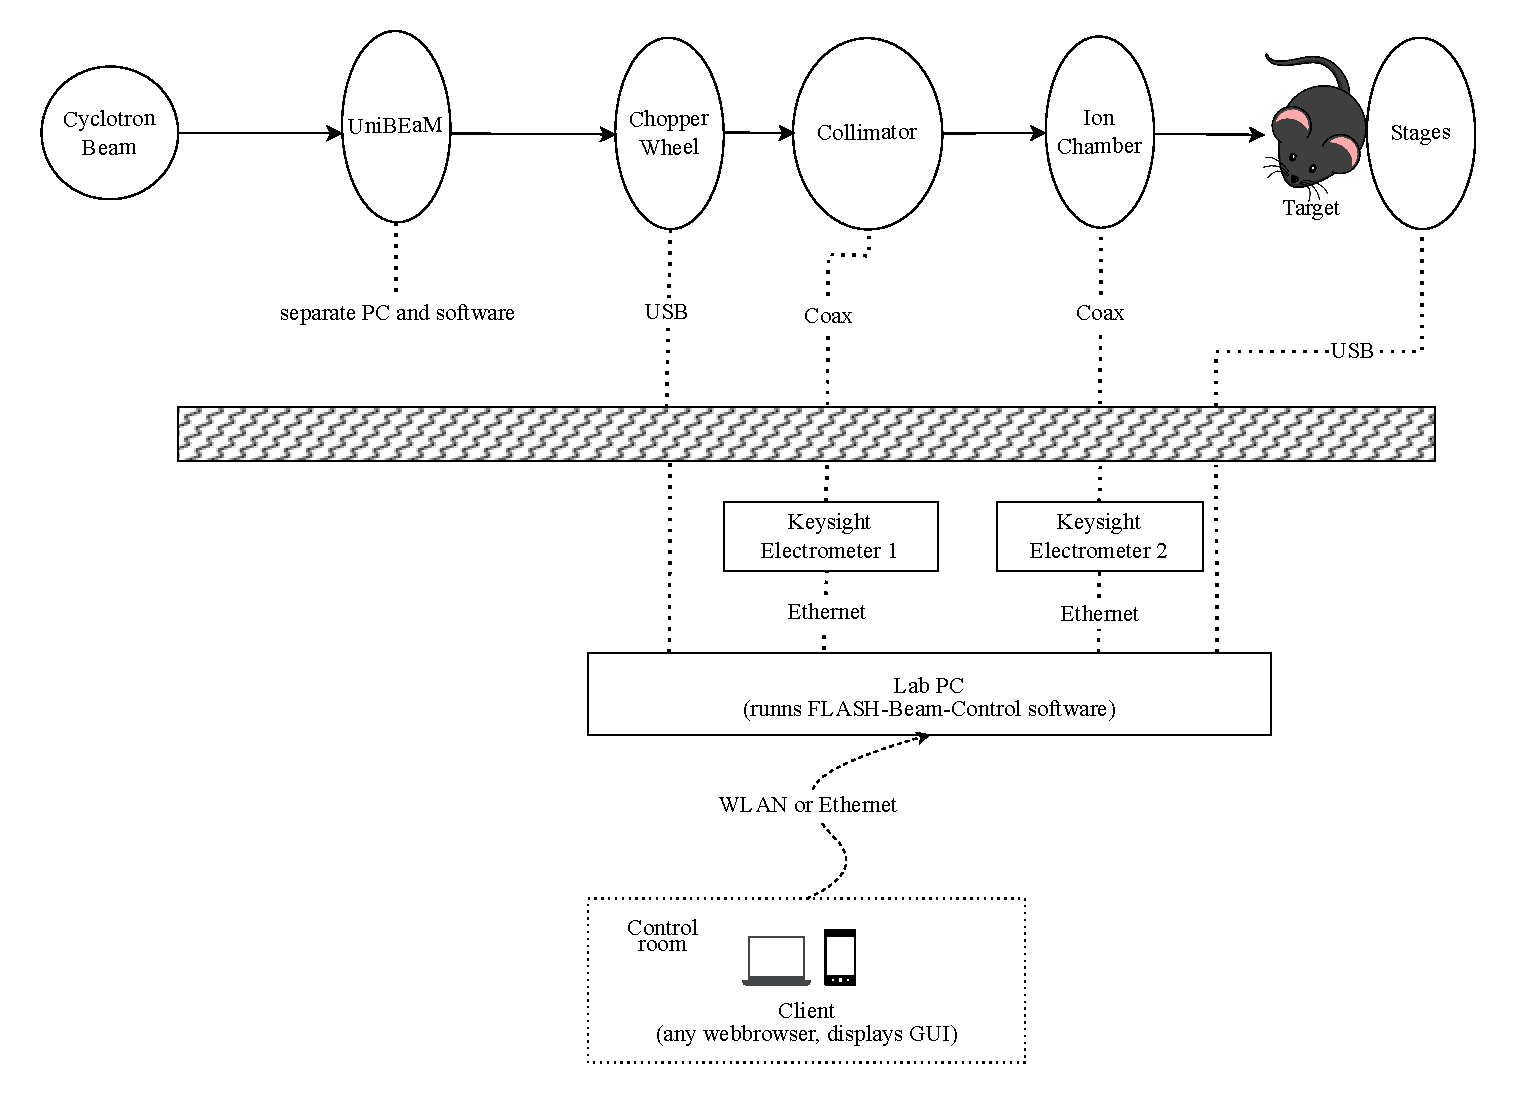 Cyclotron
Beam
UniBEaM
Chopper
Wheel
Collimator
Ion
Chamber
Target
Stages
separate PC and software
USB
Coax
Coax
USB
Keysight
Electrometer 1
Keysight
Electrometer 2
Ethernet
Ethernet
Lab PC
(runns FLASH-Beam-Control software)
WLAN or Ethernet
Control
room
Client
(any webbrowser, displays GUI)